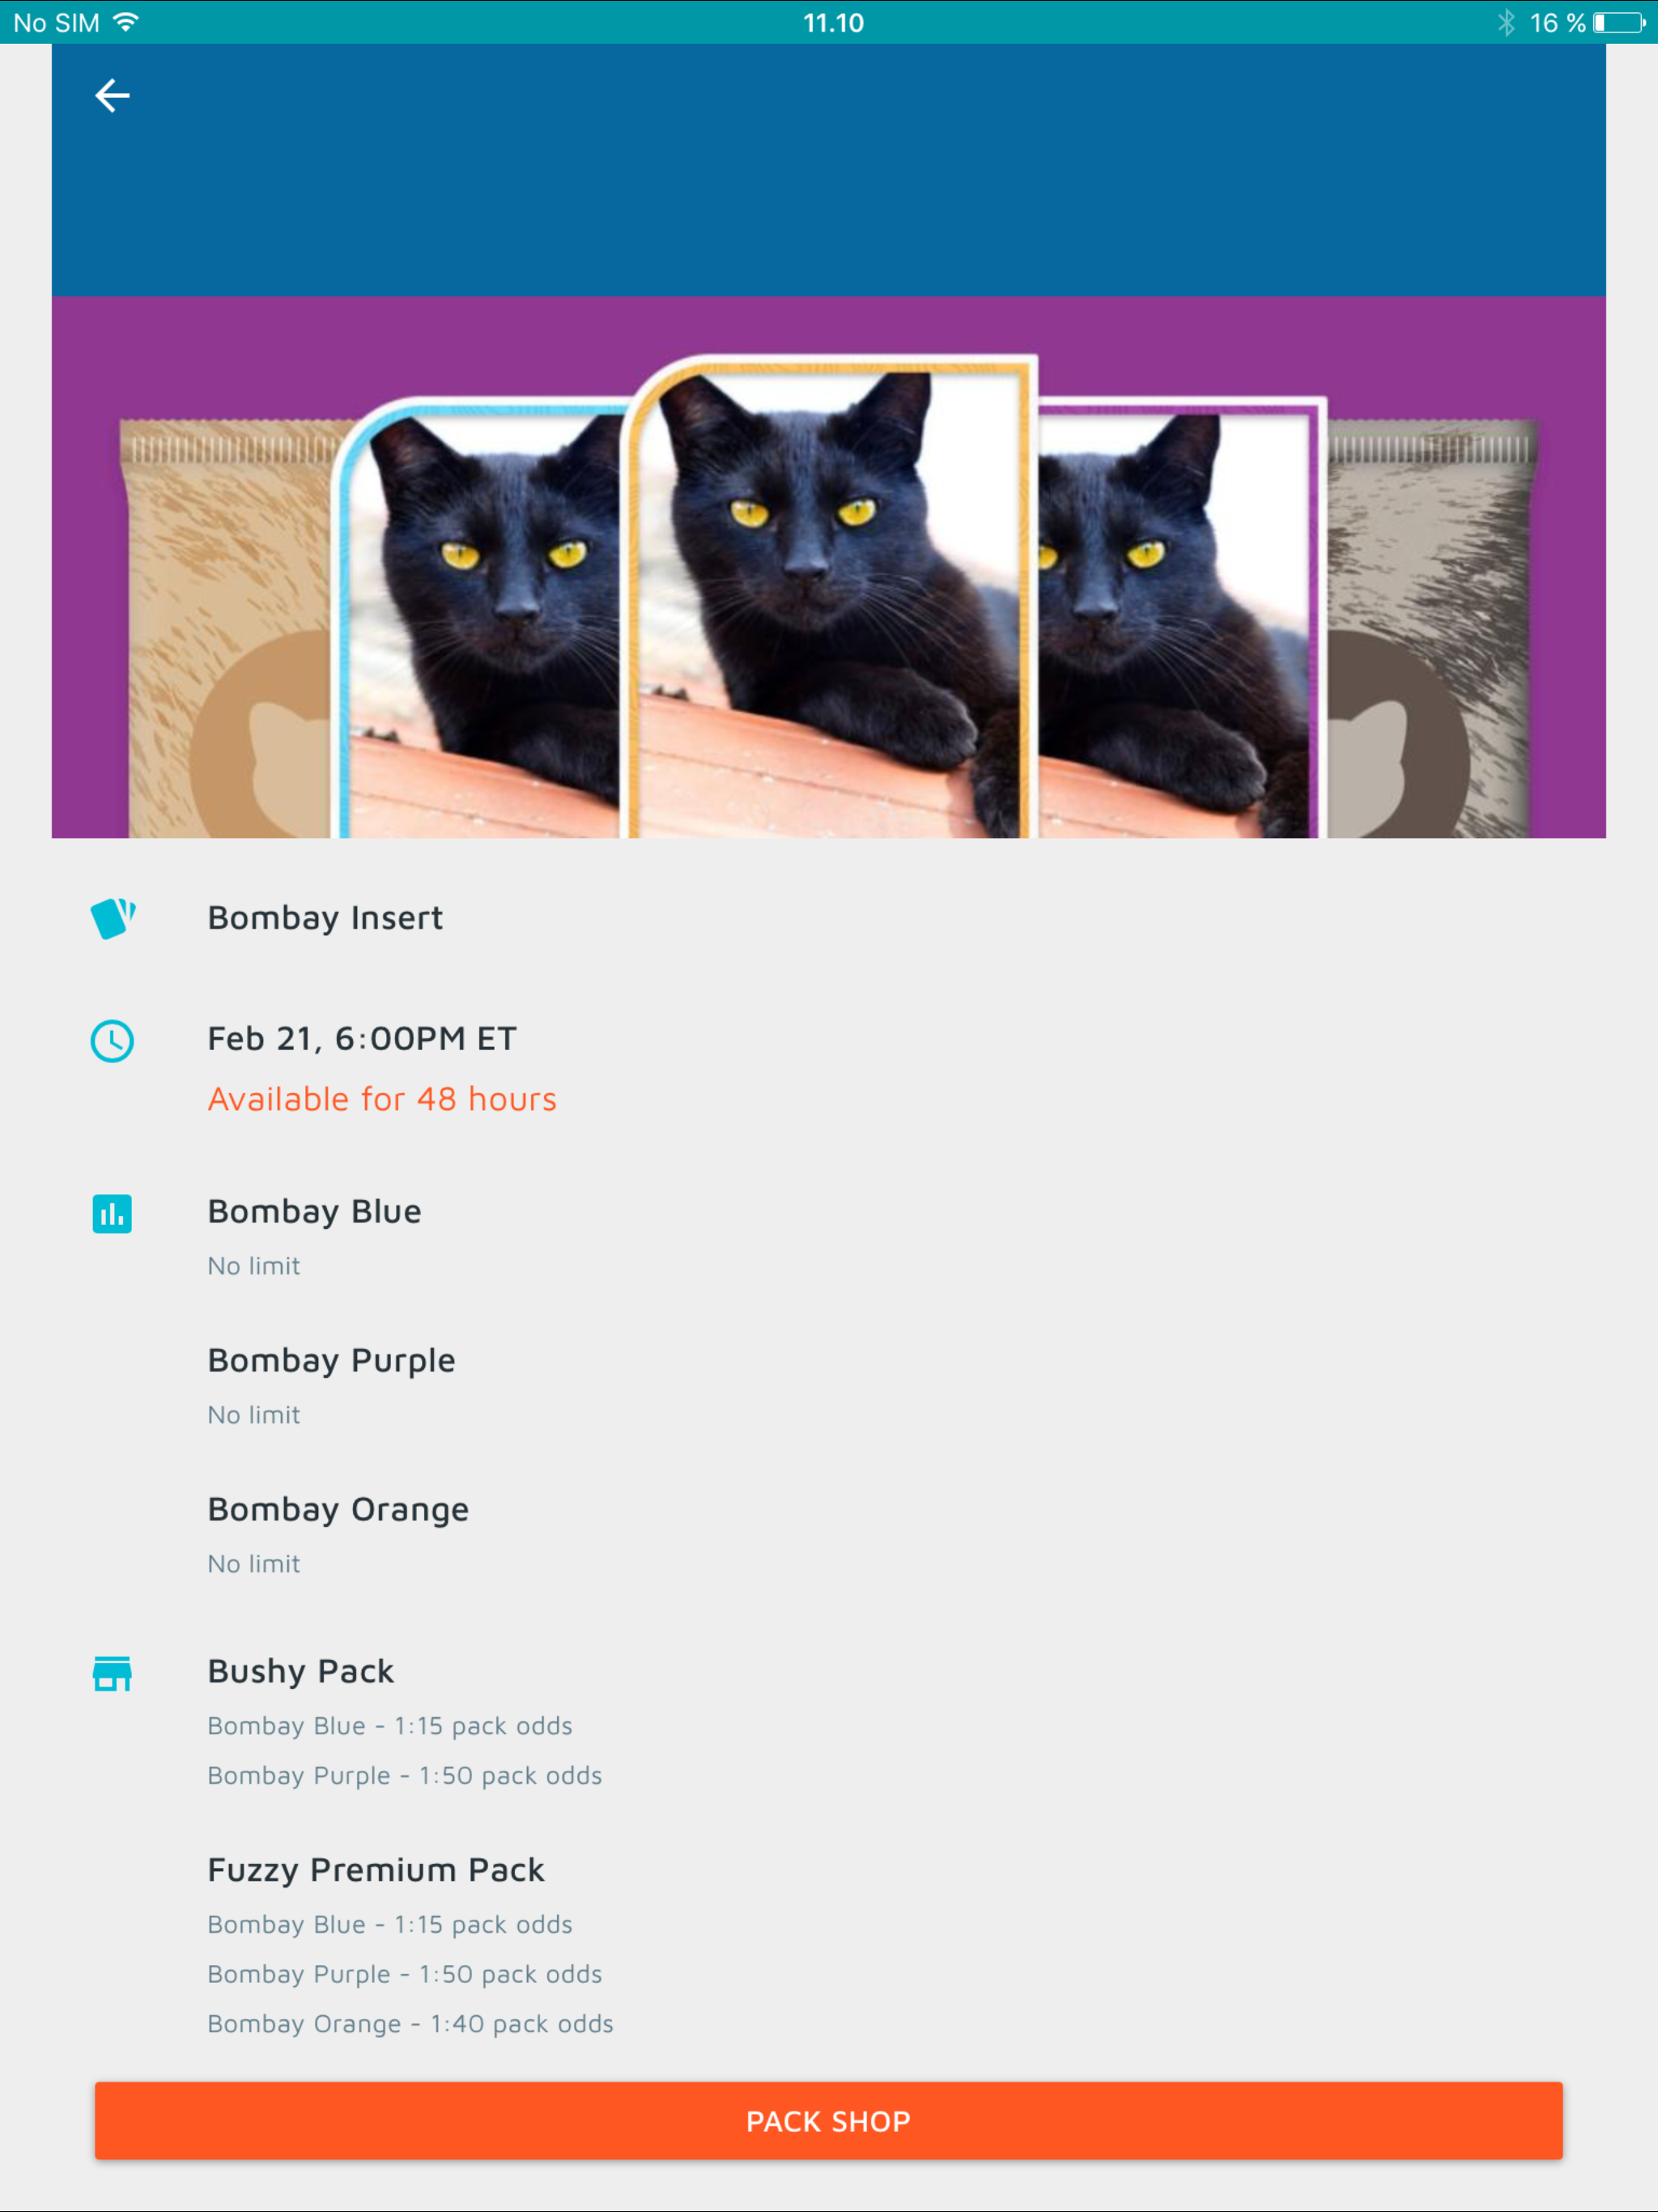 No SIM
11.10
16 %
Bombay Insert
Feb 21, 6:00PM ET
Available for 48 hours
Bombay Blue
No limit
Bombay Purple
No limit
Bombay Orange
No limit
Bushy Pack
Bombay Blue - 1:15 pack odds
Bombay Purple - 1:50 pack odds
Fuzzy Premium Pack
Bombay Blue - 1:15 pack odds
Bombay Purple - 1:50 pack odds
Bombay Orange - 1:40 pack odds
PACK SHOP